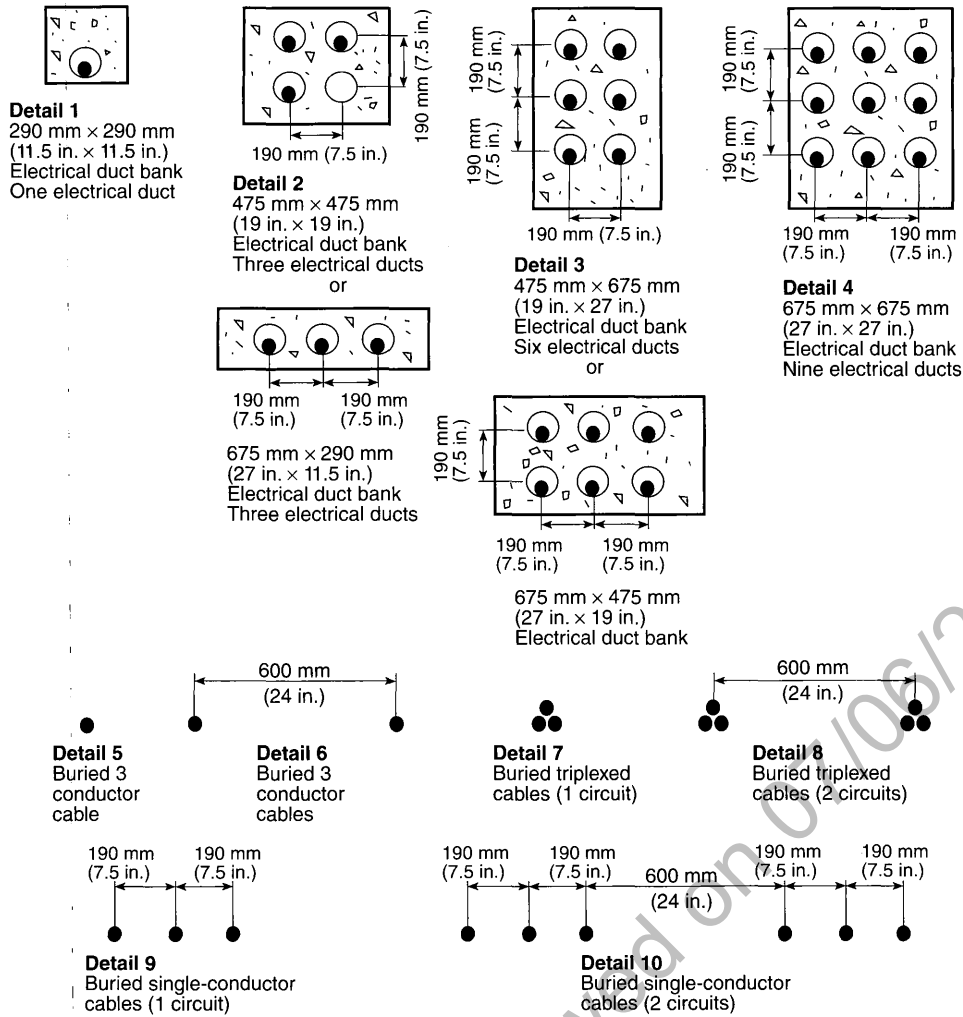 190 mm (7.5 in.)
190 mm (7.5 in.)
Detail 1
290 mm × 290 mm
(11.5 in. × 11.5 in.)
Electrical duct bank
One electrical duct
Detail 2
475 mm × 475 mm
(19 in. × 19 in.)
Electrical duct bank
Three electrical ducts
or
190 mm
(7.5 in.)
190 mm
(7.5 in.)
675 mm × 290 mm
(27 in. × 11.5 in.)
Electrical duct bank
Three electrical ducts
190 mm
(7.5 in.)
190 mm
(7.5 in.)
190 mm (7.5 in.)
Detail 3
475 mm × 675 mm
(19 in. × 27 in.)
Electrical duct bank
Six electrical ducts
or
190 mm
(7.5 in.)
190 mm
(7.5 in.)
190 mm
(7.5 in.)
675 mm × 475 mm
(27 in. × 19 in.)
Electrical duct bank
190 mm
(7.5 in.)
190 mm
(7.5 in.)
190 mm
(7.5 in.)
190 mm
(7.5 in.)
Detail 4
675 mm × 675 mm
(27 in. × 27 in.)
Electrical duct bank
Nine electrical ducts
Detail 5
Buried 3
conductor
cable
600 mm
(24 in.)
Detail 6
Buried 3
conductor
cables
Detail 7
Buried triplexed
cables (1 circuit)
600 mm
(24 in.)
Detail 8
Buried triplexed
cables (2 circuits)
190 mm
(7.5 in.)
190 mm
(7.5 in.)
Detail 9
Buried single-conductor
cables (1 circuit)
190 mm
(7.5 in.)
190 mm
(7.5 in.)
600 mm
(24 in.)
190 mm
(7.5 in.)
190 mm
(7.5 in.)
Detail 10
Buried single-conductor
cables (2 circuits)
on 07/06/